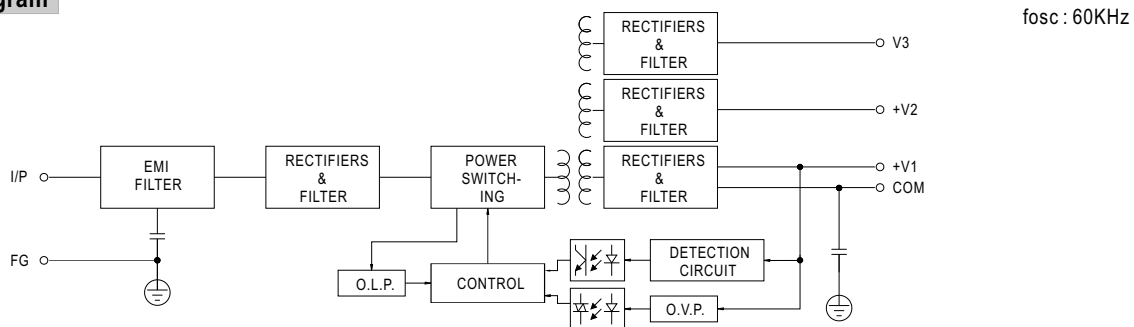 gram
fosc : 60KHz
RECTIFIERS
&
FILTER
V3
RECTIFIERS
&
FILTER
+V2
I/P
EMI
FILTER
RECTIFIERS
&
FILTER
POWER
SWITCH-
ING
RECTIFIERS
&
FILTER
+V1
COM
FG
O.L.P.
CONTROL
DETECTION
CIRCUIT
O.V.P.